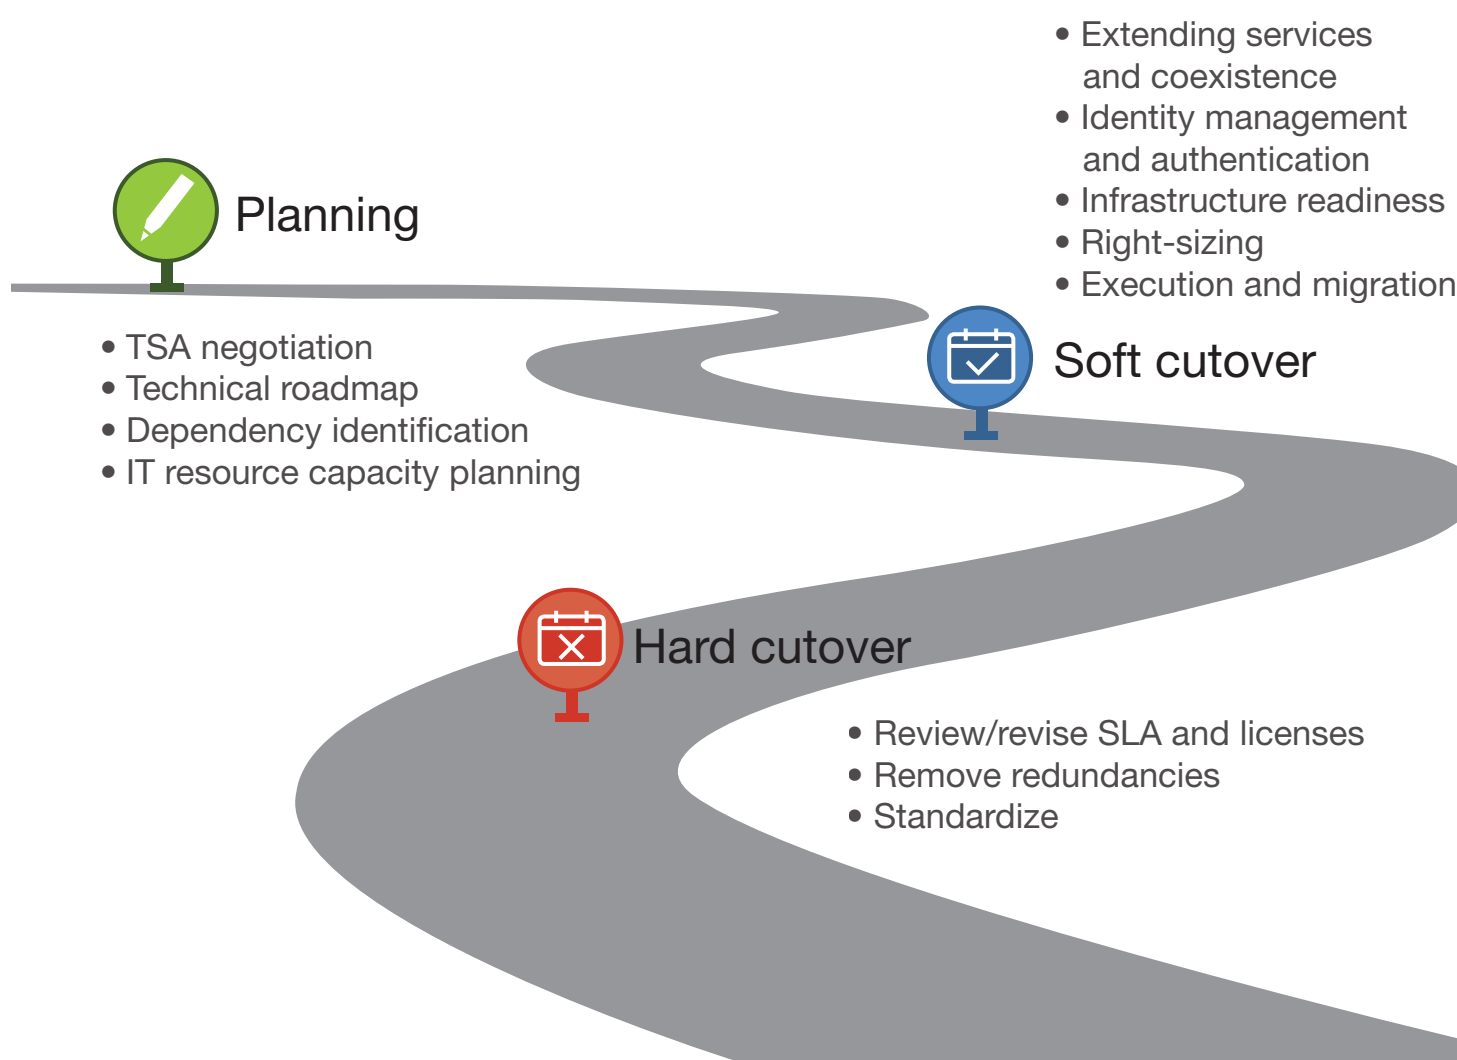 Planning
• TSA negotiation
• Technical roadmap
• Dependency identification
• IT resource capacity planning
• Extending services
and coexistence
• Identity management
and authentication
• Infrastructure readiness
• Right-sizing
• Execution and migration
Soft cutover
Hard cutover
• Review/revise SLA and licenses
• Remove redundancies
• Standardize